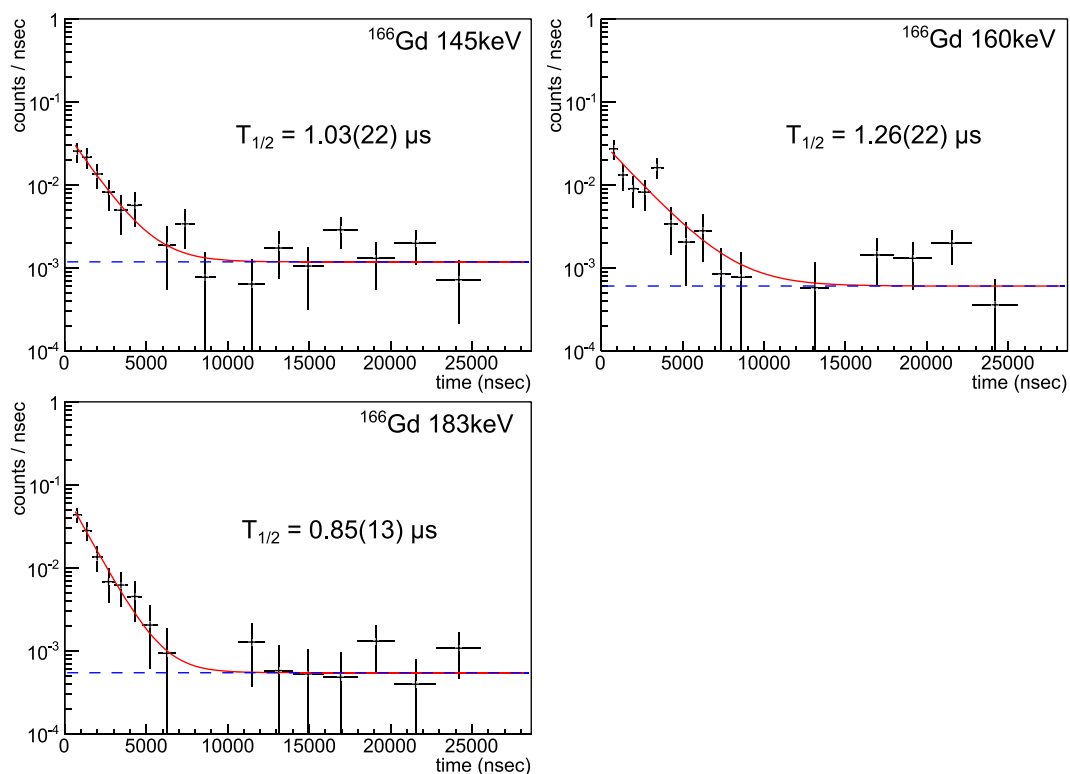 counts / nsec
1
10⁻¹
10⁻²
10⁻³
10⁻⁴
¹⁶⁶Gd 145keV
T₁/₂ = 1.03(22) μs
0 5000 10000 15000 20000 25000
time (nsec)
counts / nsec
1
10⁻¹
10⁻²
10⁻³
10⁻⁴
¹⁶⁶Gd 160keV
T₁/₂ = 1.26(22) μs
0 5000 10000 15000 20000 25000
time (nsec)
counts / nsec
1
10⁻¹
10⁻²
10⁻³
10⁻⁴
¹⁶⁶Gd 183keV
T₁/₂ = 0.85(13) μs
0 5000 10000 15000 20000 25000
time (nsec)